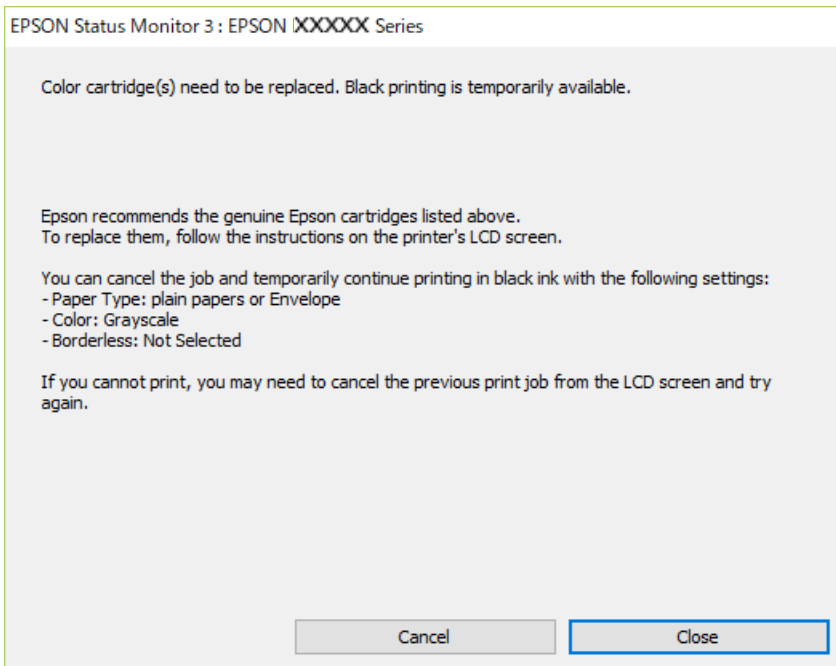 EPSON Status Monitor 3 : EPSON XXXXX Series
Color cartridge(s) need to be replaced. Black printing is temporarily available.
Epson recommends the genuine Epson cartridges listed above.
To replace them, follow the instructions on the printer's LCD screen.
You can cancel the job and temporarily continue printing in black ink with the following settings:
- Paper Type: plain papers or Envelope
- Color: Grayscale
- Borderless: Not Selected
If you cannot print, you may need to cancel the previous print job from the LCD screen and try
again.
Cancel
Close